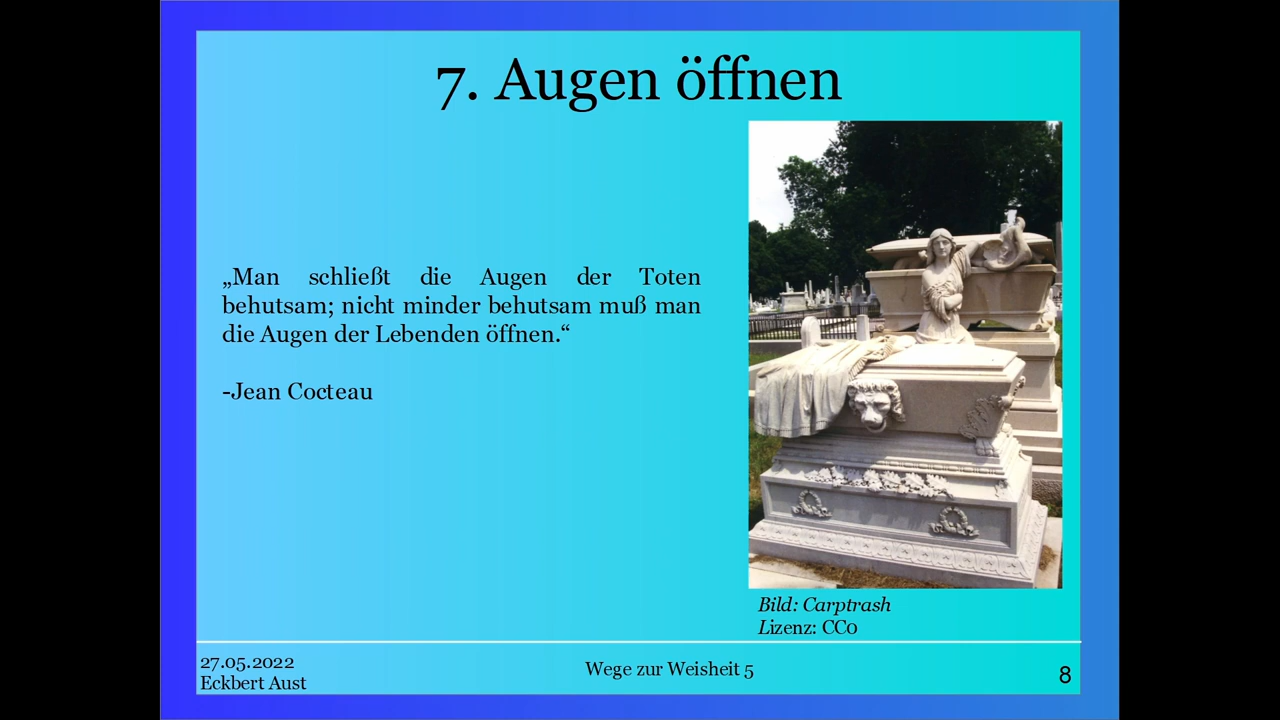 7. Augen öffnen
„Man schließt die Augen der Toten
behutsam; nicht minder behutsam muß man
die Augen der Lebenden öffnen.“
-Jean Cocteau
Bild: Carptrash
Lizenz: CC0
27.05.2022
Eckbert Aust
Wege zur Weisheit 5
8